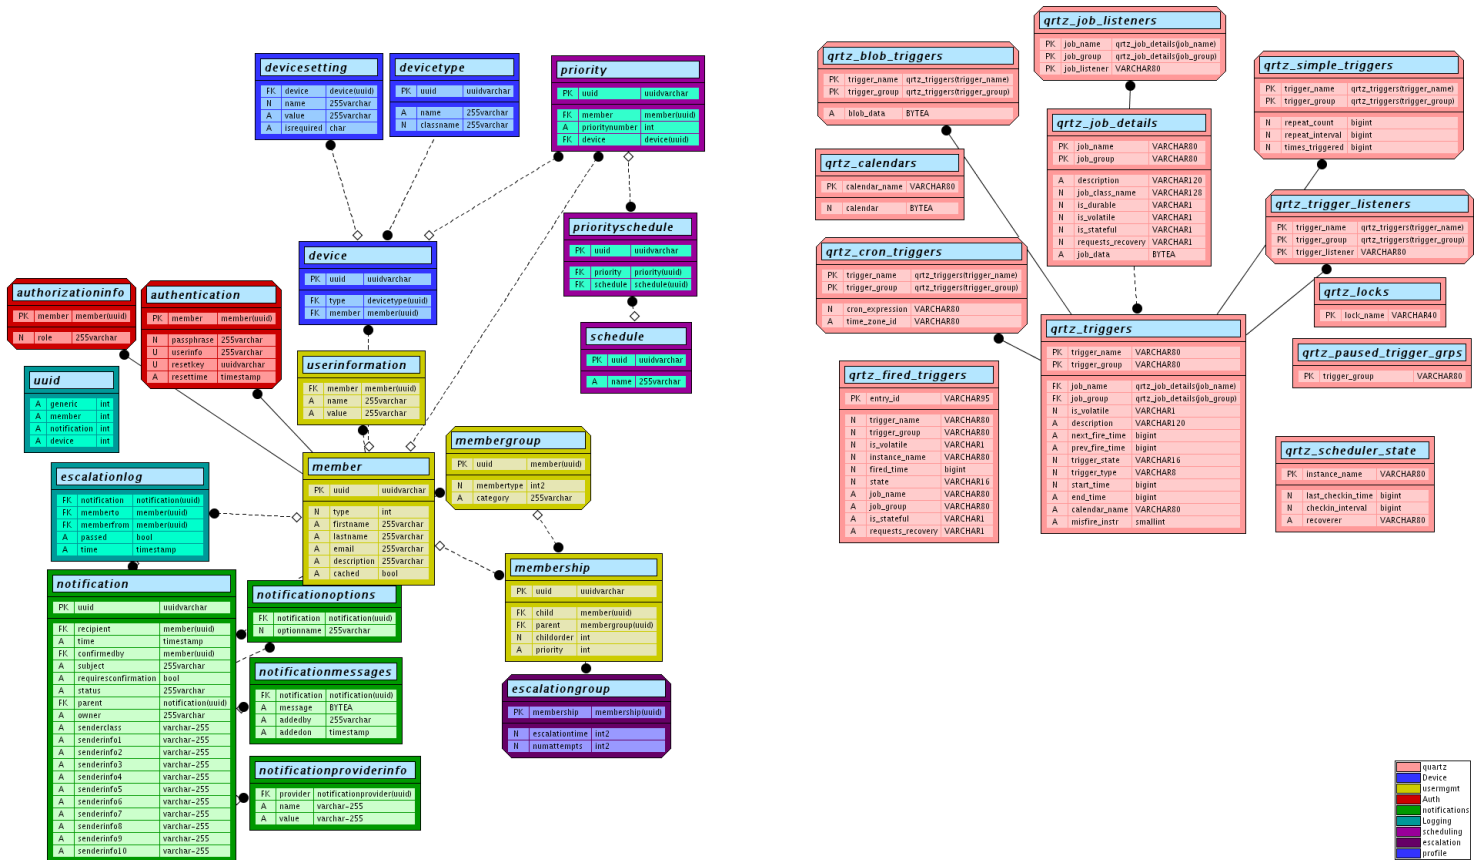 devicesetting
FK device device(uuid)
N name 255varchar
A value 255varchar
A isrequired char
devicetype
PK uuid uuidvarchar
A name 255varchar
N classname 255varchar
priority
PK uuid uuidvarchar
FK member member(uuid)
A prioritynumber int
FK device device(uuid)
priorityschedule
PK uuid uuidvarchar
FK priority priority(uuid)
FK schedule schedule(uuid)
schedule
PK uuid uuidvarchar
A name 255varchar
device
PK uuid uuidvarchar
FK type devicetype(uuid)
FK member member(uuid)
authorizationinfo
PK member member(uuid)
N role 255varchar
authentication
PK member member(uuid)
N passphrase 255varchar
U userinfo 255varchar
U resetkey uuidvarchar
A resettime timestamp
uuid
A generic int
A member int
A notification int
A device int
userinformation
FK member member(uuid)
A name 255varchar
A value 255varchar
member
PK uuid uuidvarchar
N type int
A firstname 255varchar
A lastname 255varchar
A email 255varchar
A description 255varchar
A cached bool
membergroup
PK uuid member(uuid)
N membertype int2
A category 255varchar
membership
PK uuid uuidvarchar
FK child member(uuid)
FK parent membergroup(uuid)
N childorder int
A priority int
escalationgroup
PK membership membership(uuid)
N escalationtime int2
N numattempts int2
escalationlog
FK notification notification(uuid)
FK memberto member(uuid)
FK memberfrom member(uuid)
A passed bool
A time timestamp
notification
PK uuid uuidvarchar
FK recipient member(uuid)
A time timestamp
FK confirmedby member(uuid)
A subject 255varchar
A requiresconfirmation bool
A status 255varchar
FK parent notification(uuid)
A owner 255varchar
A senderclass varchar-255
A senderinfo1 varchar-255
A senderinfo2 varchar-255
A senderinfo3 varchar-255
A senderinfo4 varchar-255
A senderinfo5 varchar-255
A senderinfo6 varchar-255
A senderinfo7 varchar-255
A senderinfo8 varchar-255
A senderinfo9 varchar-255
A senderinfo10 varchar-255
notificationoptions
FK notification notification(uuid)
N optionname 255varchar
notificationmessages
FK notification notification(uuid)
A message BYTEA
A addedby 255varchar
A addedon timestamp
notificationproviderinfo
FK provider notificationprovider(uuid)
A name varchar-255
A value varchar-255
qrtz_job_listeners
PK job_name qrtz_job_details(job_name)
PK job_group qrtz_job_details(job_group)
PK job_listener VARCHAR80
qrtz_blob_triggers
PK trigger_name qrtz_triggers(trigger_name)
PK trigger_group qrtz_triggers(trigger_group)
A blob_data BYTEA
qrtz_simple_triggers
PK trigger_name qrtz_triggers(trigger_name)
PK trigger_group qrtz_triggers(trigger_group)
N repeat_count bigint
N repeat_interval bigint
N times_triggered bigint
qrtz_job_details
PK job_name VARCHAR80
PK job_group VARCHAR80
A description VARCHAR120
N job_class_name VARCHAR128
N is_durable VARCHAR1
N is_volatile VARCHAR1
N is_stateful VARCHAR1
N requests_recovery VARCHAR1
A job_data BYTEA
qrtz_calendars
PK calendar_name VARCHAR80
N calendar BYTEA
qrtz_trigger_listeners
PK trigger_name qrtz_triggers(trigger_name)
PK trigger_group qrtz_triggers(trigger_group)
PK trigger_listener VARCHAR80
qrtz_cron_triggers
PK trigger_name qrtz_triggers(trigger_name)
PK trigger_group qrtz_triggers(trigger_group)
N cron_expression VARCHAR80
A time_zone_id VARCHAR80
qrtz_locks
PK lock_name VARCHAR40
qrtz_triggers
PK trigger_name VARCHAR80
PK trigger_group VARCHAR80
FK job_name qrtz_job_details(job_name)
FK job_group qrtz_job_details(job_group)
N is_volatile VARCHAR1
A description VARCHAR120
A next_fire_time bigint
A prev_fire_time bigint
N trigger_state VARCHAR16
N trigger_type VARCHAR8
N start_time bigint
A end_time bigint
A calendar_name VARCHAR80
A misfire_instr smallint
qrtz_paused_trigger_grps
PK trigger_group VARCHAR80
qrtz_fired_triggers
PK entry_id VARCHAR95
N trigger_name VARCHAR80
N trigger_group VARCHAR80
N is_volatile VARCHAR1
N instance_name VARCHAR80
N fired_time bigint
N state VARCHAR16
A job_name VARCHAR80
A job_group VARCHAR80
A is_stateful VARCHAR1
A requests_recovery VARCHAR1
qrtz_scheduler_state
PK instance_name VARCHAR80
N last_checkin_time bigint
N checkin_interval bigint
A recoverer VARCHAR80
quartz
Device
usermgmt
Auth
notifications
Logging
scheduling
escalation
profile